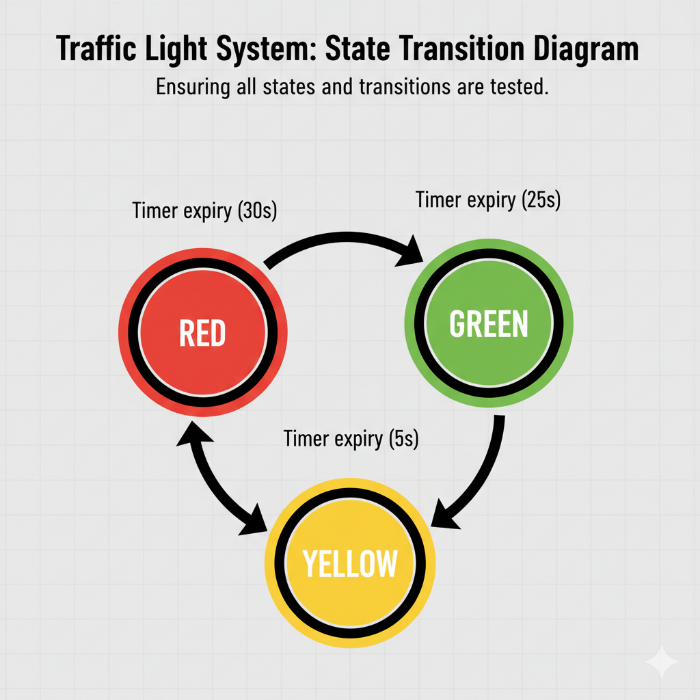 Traffic Light System: State Transition Diagram
Ensuring all states and transitions are tested.
Timer expiry (30s)
Timer expiry (25s)
RED
GREEN
Timer expiry (5s)
YELLOW